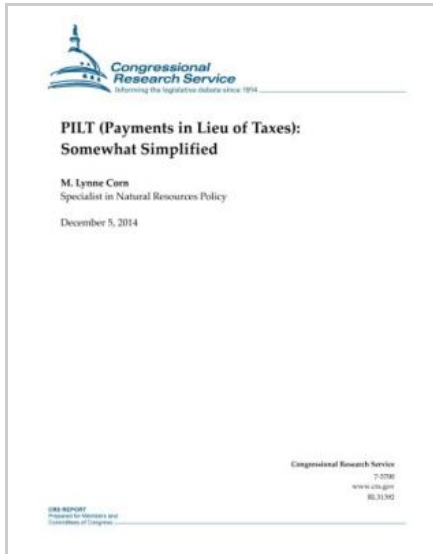 Congressional
Research Service
Informing the legislative debate since 1914
PILT (Payments in Lieu of Taxes):
Somewhat Simplified
M. Lynne Corn
Specialist in Natural Resources Policy
December 5, 2014
Congressional Research Service
7-5700
www.crs.gov
RL31392
CRS REPORT
Prepared for Members and
Committees of Congress